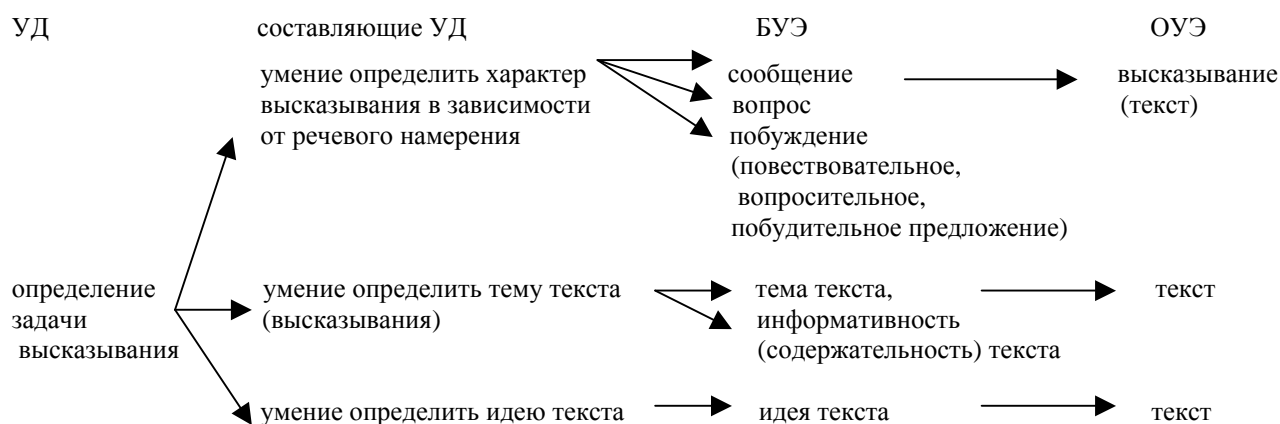 УД составляющие УД БУЭ ОУЭ
умение определить характер сообщение высказывание
высказывания в зависимости вопрос (текст)
от речевого намерения побуждение
(повествовательное,
вопросительное,
побудительное предложение)
определение умение определить тему текста тема текста, текст
задачи (высказывания) информативность
высказывания (содержательность) текста
умение определить идею текста идея текста текст